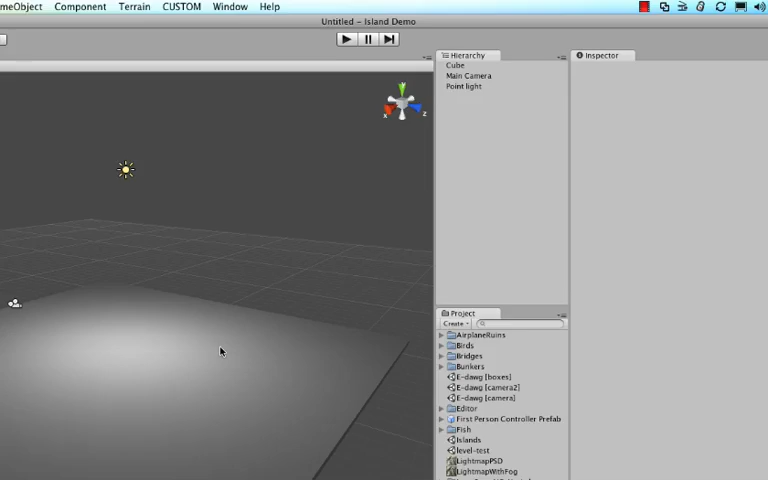 meObject Component Terrain CUSTOM Window Help
Untitled - Island Demo
Hierarchy
Cube
Main Camera
Point light
Inspector
y
x
z
Project
Create
AirplaneRuins
Birds
Bridges
Bunkers
E-dawg [boxes]
E-dawg [camera2]
E-dawg [camera]
Editor
First Person Controller Prefab
Fish
Islands
level-test
LightmapPSD
LightmapWithFog